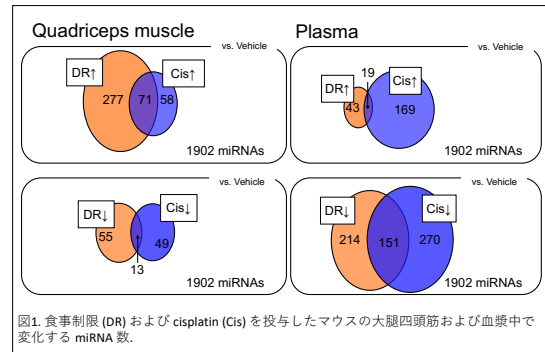 Quadriceps muscle
Plasma
vs. Vehicle
DR↑
Cis↑
277
71
58
1902 miRNAs
vs. Vehicle
19
DR↑
Cis↑
43
169
1902 miRNAs
vs. Vehicle
DR↓
Cis↓
55
49
13
1902 miRNAs
vs. Vehicle
DR↓
Cis↓
214
151
270
1902 miRNAs
図1. 食事制限 (DR) および cisplatin (Cis) を投与したマウスの大腿四頭筋および血漿中で
変化する miRNA 数.